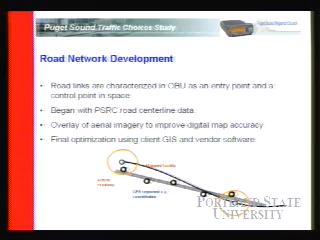 Puget Sound Traffic Choices Study
Road Network Development
• Road links are characterized in OBU as an entry point and a
control point in space
• Began with PSRC road centerline data
• Overlay of aerial imagery to improve digital map accuracy
• Final optimization using client GIS and vendor software
PORTLAND STATE
UNIVERSITY